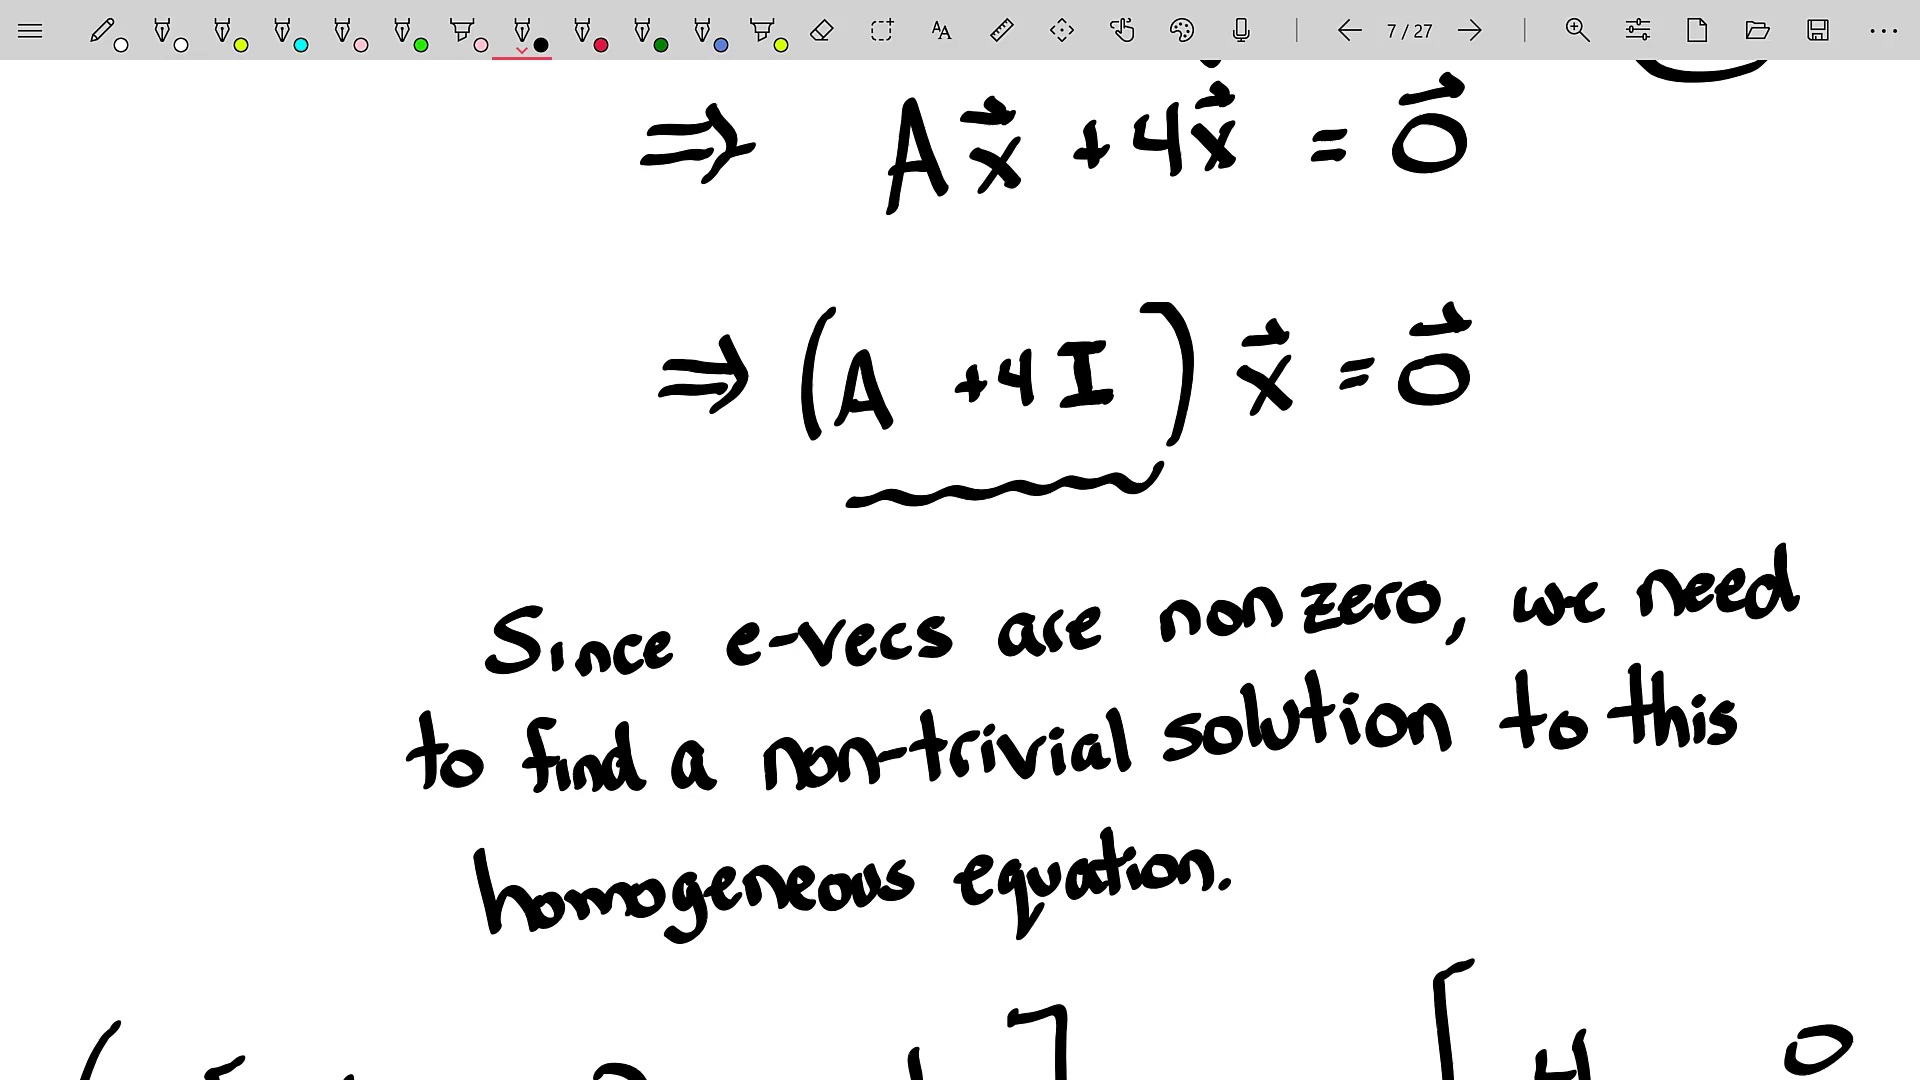 7 / 27
⇒ Ax⃗ + 4x⃗ = 0⃗
⇒ (A + 4I) x⃗ = 0⃗
Since e-vecs are nonzero, we need
to find a non-trivial solution to this
homogeneous equation.